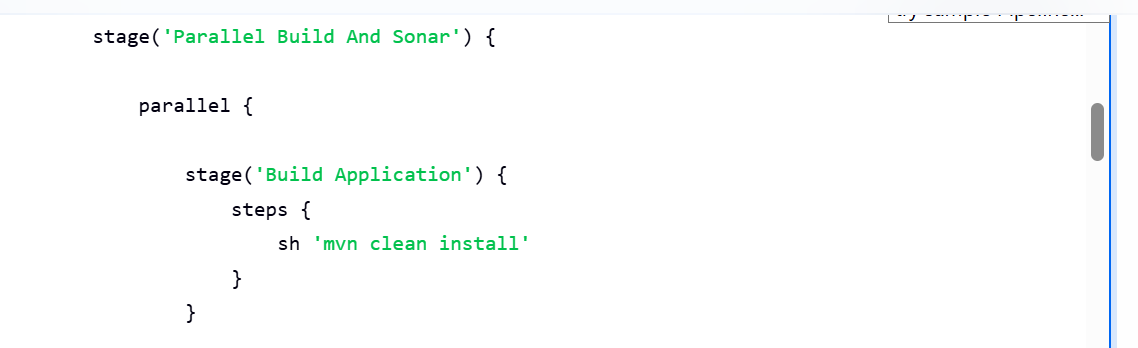 stage('Parallel Build And Sonar') {
parallel {
stage('Build Application') {
steps {
sh 'mvn clean install'
}
}